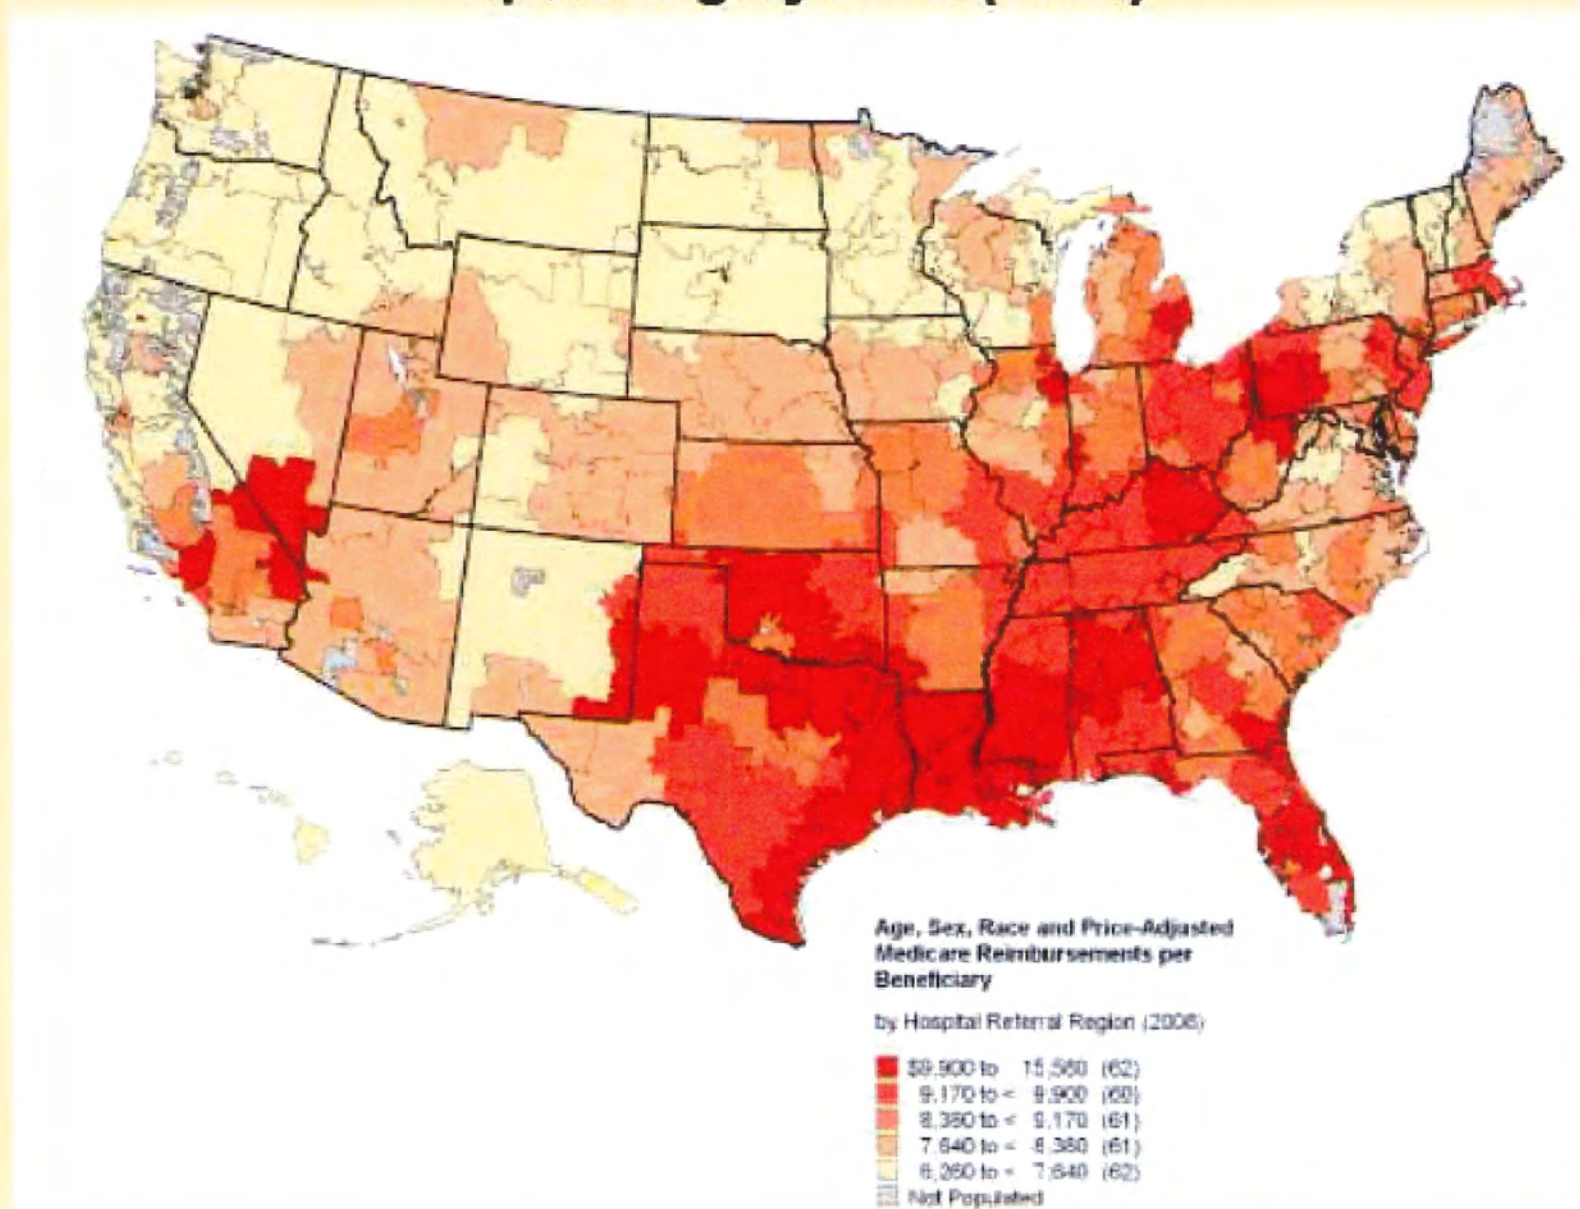 Age, Sex, Race and Price-Adjusted
Medicare Reimbursements per
Beneficiary
by Hospital Referral Region (2006)
$9,900 to 15,560 (62)
9,170 to < 9,900 (60)
8,380 to < 9,170 (61)
7,640 to < 8,380 (61)
6,260 to < 7,640 (62)
Not Populated